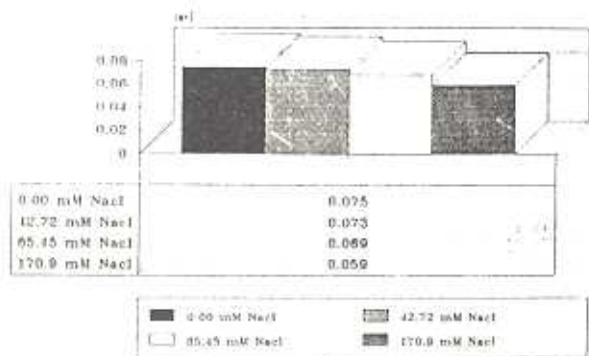 0.08
0.06
0.04
0.02
0
0.00 mM Nacl 0.075
42.72 mM Nacl 0.073
85.45 mM Nacl 0.069
170.9 mM Nacl 0.059
0.00 mM Nacl 42.72 mM Nacl
85.45 mM Nacl 170.9 mM Nacl